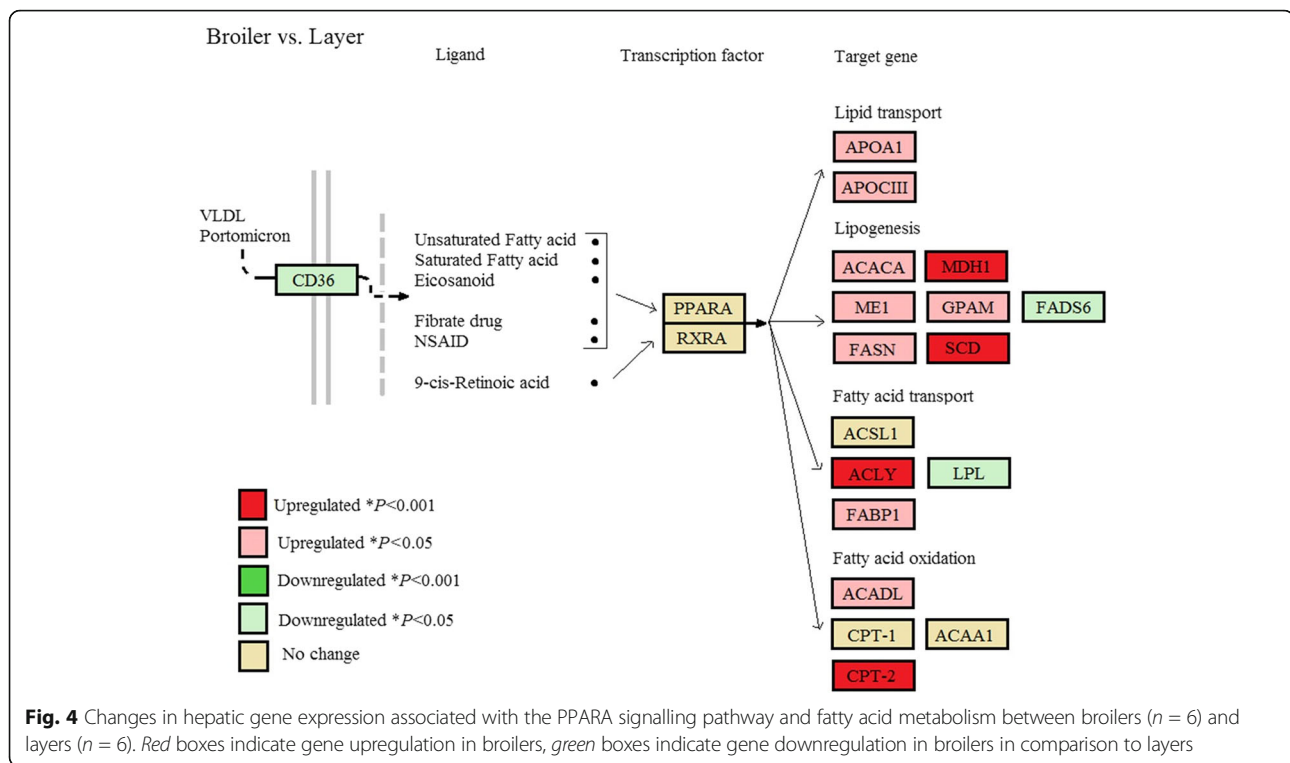 Broiler vs. Layer
Ligand
Transcription factor
Target gene
Lipid transport
APOA1
APOCIII
VLDL
Portomicron
CD36
Unsaturated Fatty acid
Saturated Fatty acid
Eicosanoid
Fibrate drug
NSAID
9-cis-Retinoic acid
PPARA
RXRA
Lipogenesis
ACACA MDH1
ME1 GPAM FADS6
FASN SCD
Fatty acid transport
ACSL1
ACLY LPL
FABP1
Fatty acid oxidation
ACADL
CPT-1 ACAA1
CPT-2
Upregulated *P<0.001
Upregulated *P<0.05
Downregulated *P<0.001
Downregulated *P<0.05
No change
Fig. 4 Changes in hepatic gene expression associated with the PPARA signalling pathway and fatty acid metabolism between broilers (n = 6) and
layers (n = 6). Red boxes indicate gene upregulation in broilers, green boxes indicate gene downregulation in broilers in comparison to layers